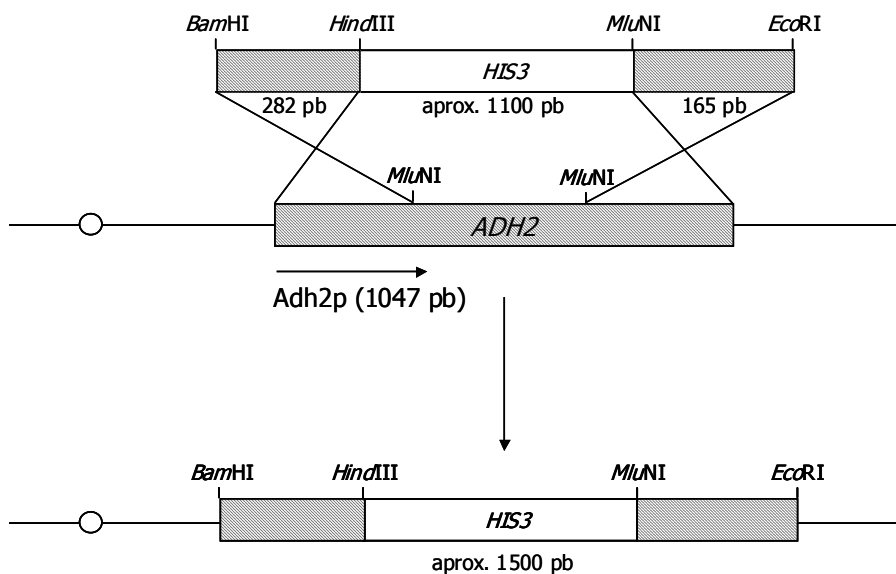 BamHI HindIII MluNI EcoRI
HIS3
282 pb aprox. 1100 pb 165 pb
MluNI MluNI
ADH2
Adh2p (1047 pb)
BamHI HindIII MluNI EcoRI
HIS3
aprox. 1500 pb